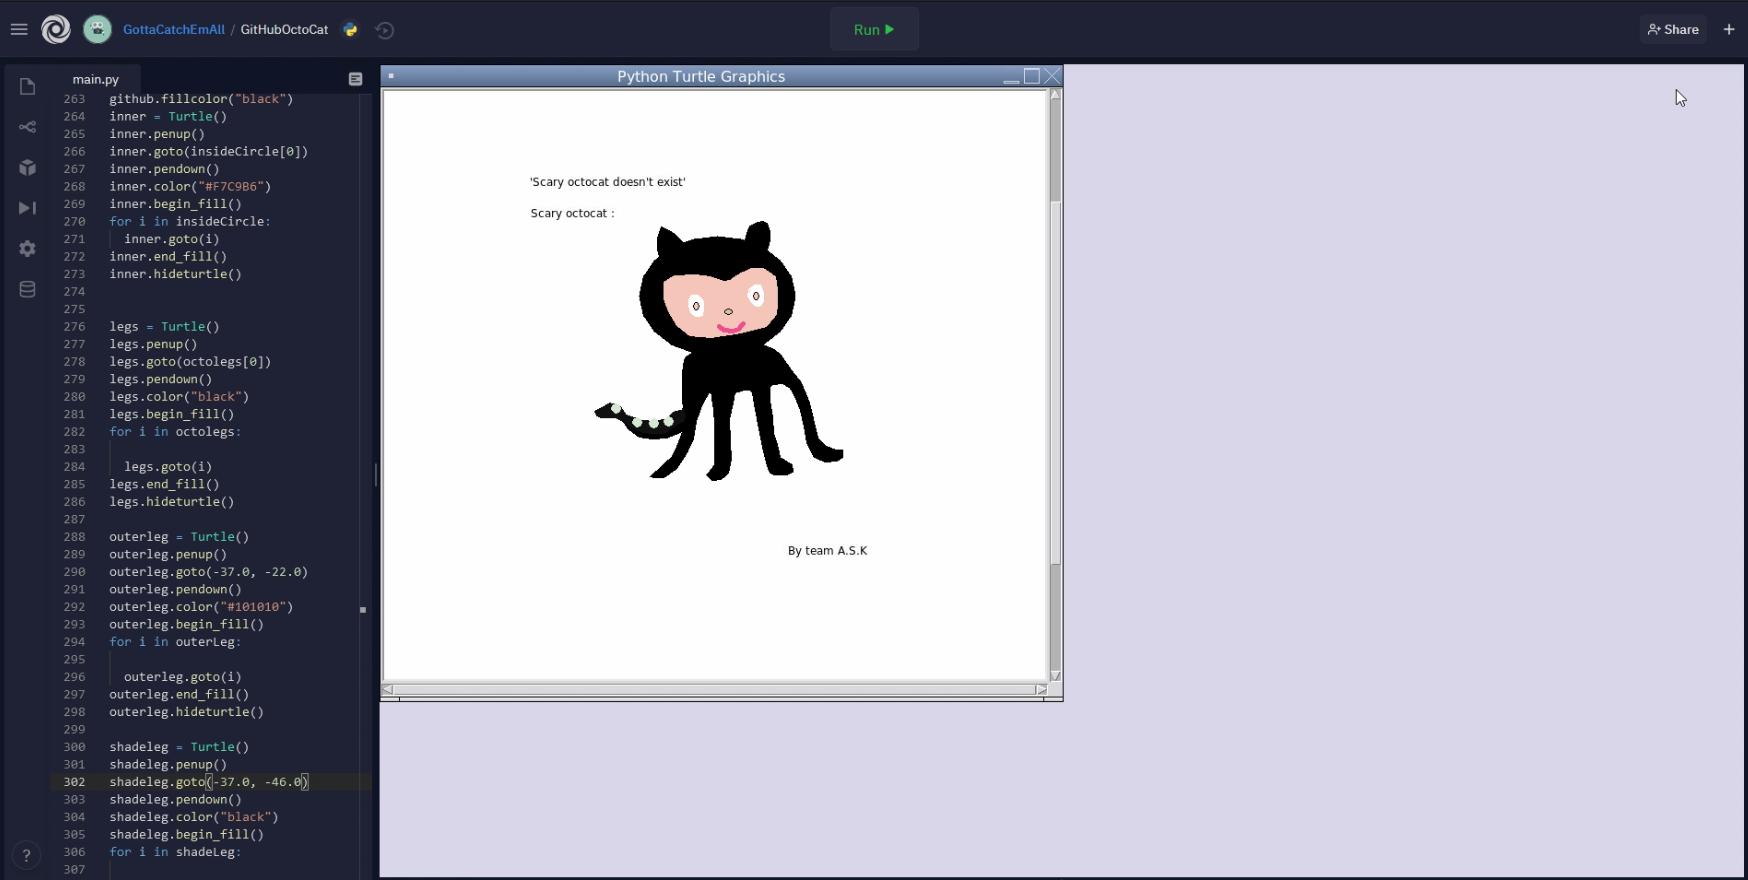 GottaCatchEmAll / GitHubOctoCat
Run
Share
main.py
263 github.fillcolor("black")
264 inner = Turtle()
265 inner.penup()
266 inner.goto(insideCircle[0])
267 inner.pendown()
268 inner.color("#F7C9B6")
269 inner.begin_fill()
270 for i in insideCircle:
271 inner.goto(i)
272 inner.end_fill()
273 inner.hideturtle()
274
275
276 legs = Turtle()
277 legs.penup()
278 legs.goto(octolegs[0])
279 legs.pendown()
280 legs.color("black")
281 legs.begin_fill()
282 for i in octolegs:
283
284 legs.goto(i)
285 legs.end_fill()
286 legs.hideturtle()
287
288 outerleg = Turtle()
289 outerleg.penup()
290 outerleg.goto(-37.0, -22.0)
291 outerleg.pendown()
292 outerleg.color("#101010")
293 outerleg.begin_fill()
294 for i in outerLeg:
295
296 outerleg.goto(i)
297 outerleg.end_fill()
298 outerleg.hideturtle()
299
300 shadeleg = Turtle()
301 shadeleg.penup()
302 shadeleg.goto(-37.0, -46.0)
303 shadeleg.pendown()
304 shadeleg.color("black")
305 shadeleg.begin_fill()
306 for i in shadeLeg:
307
?
Python Turtle Graphics
'Scary octocat doesn't exist'
Scary octocat :
By team A.S.K